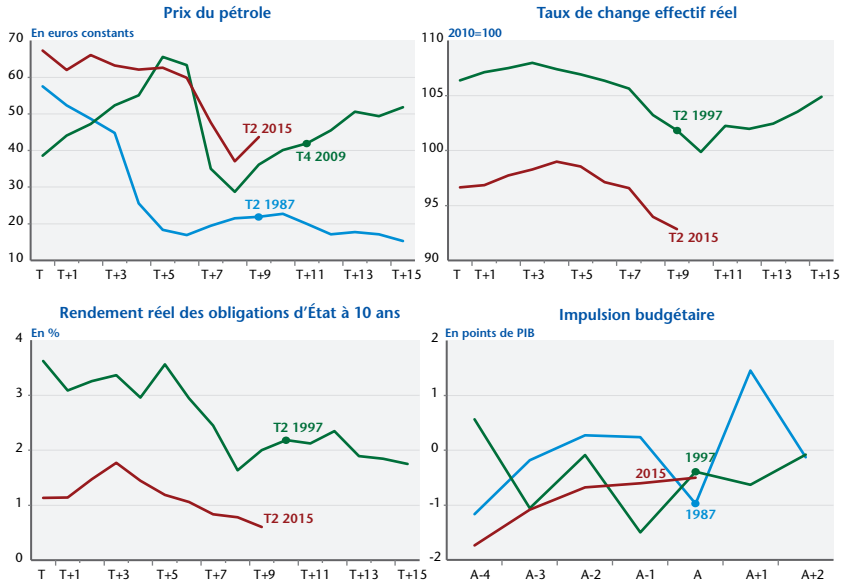 Prix du pétrole
En euros constants
70
60
50
40
30
20
10
T2 2015
T4 2009
T2 1987
T T+1 T+3 T+5 T+7 T+9 T+11 T+13 T+15
Taux de change effectif réel
2010=100
110
105
100
95
90
T2 1997
T2 2015
T T+1 T+3 T+5 T+7 T+9 T+11 T+13 T+15
Rendement réel des obligations d’État à 10 ans
En %
4
3
2
1
0
T2 1997
T2 2015
T T+1 T+3 T+5 T+7 T+9 T+11 T+13 T+15
Impulsion budgétaire
En points de PIB
2
1
0
-1
-2
1997
2015
1987
A-4 A-3 A-2 A-1 A A+1 A+2